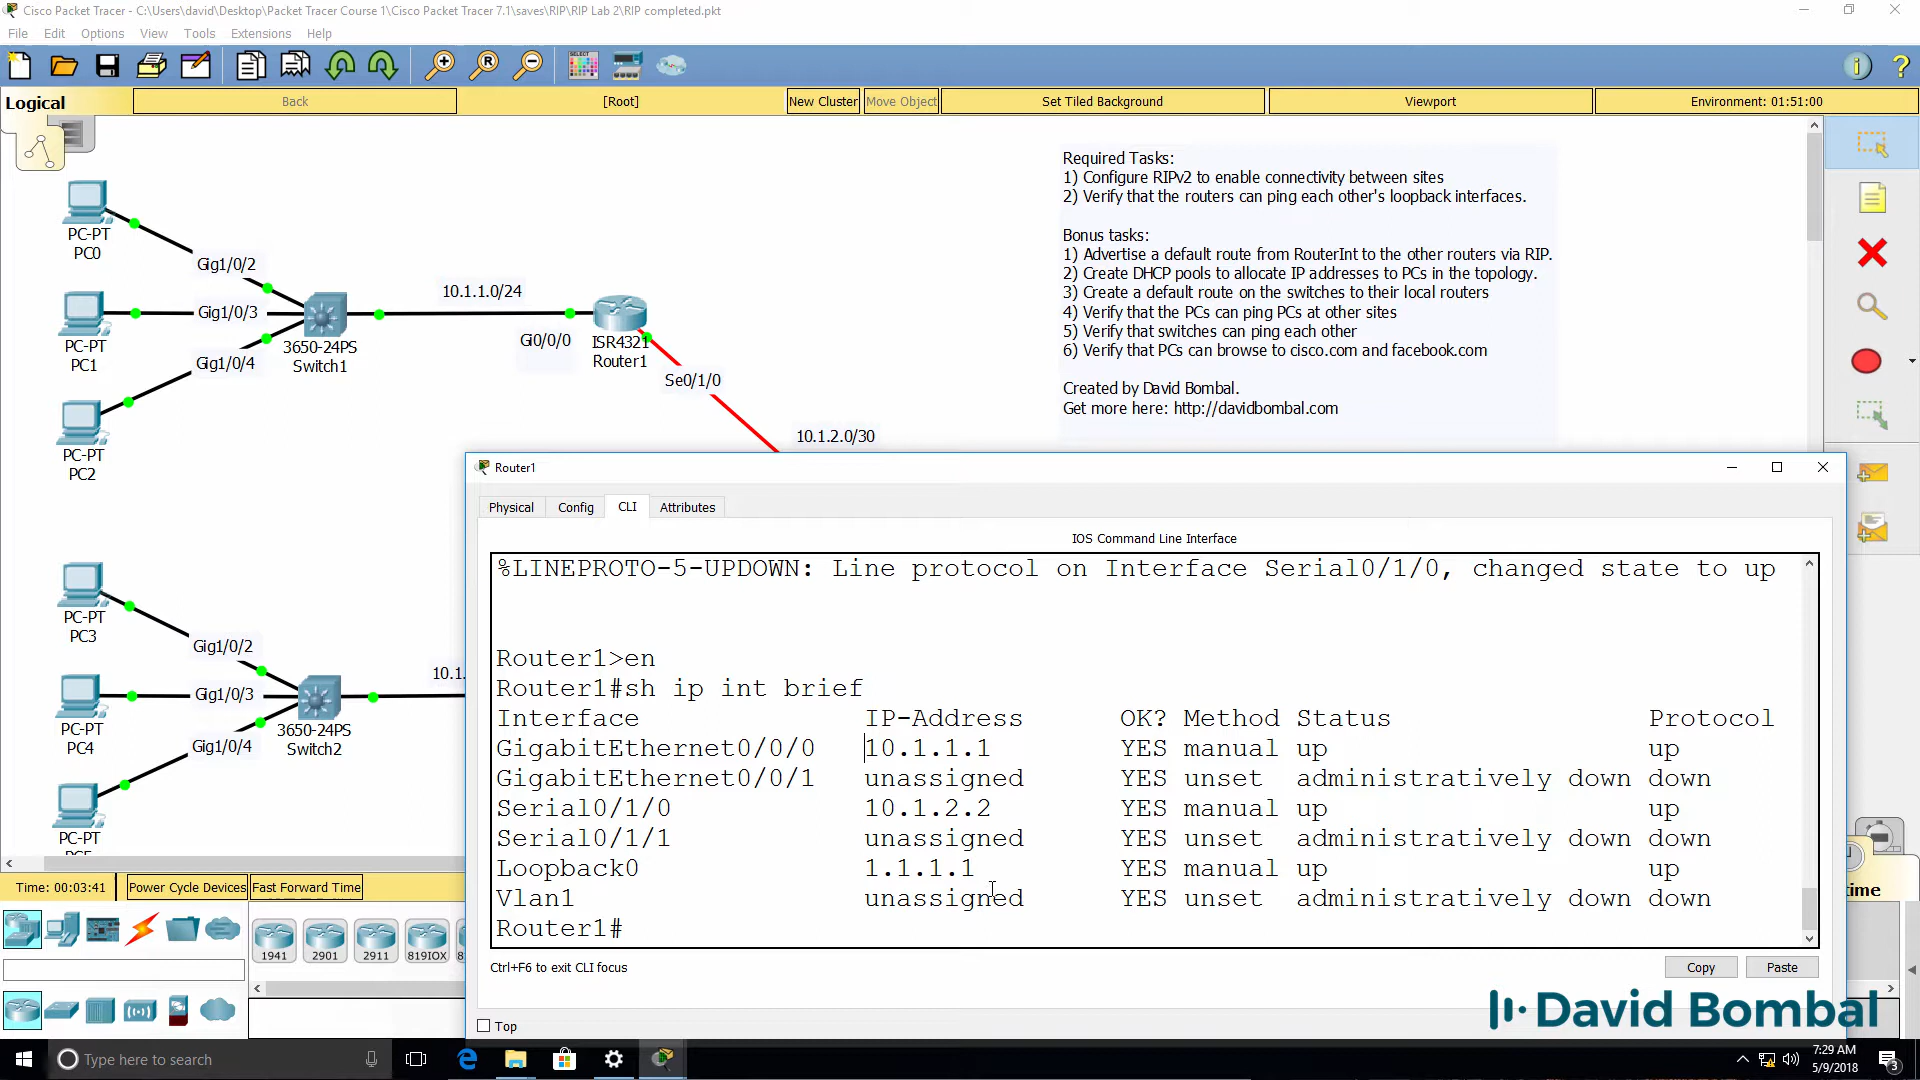 Cisco Packet Tracer - C:\Users\david\Desktop\Packet Tracer Course 1\Cisco Packet Tracer 7.1\saves\RIP\RIP Lab 2\RIP completed.pkt
File Edit Options View Tools Extensions Help
Logical
Back
[Root]
New Cluster
Move Object
Set Tiled Background
Viewport
Environment: 01:51:00
PC-PT
PC0
PC-PT
PC1
PC-PT
PC2
Gig1/0/2
Gig1/0/3
Gig1/0/4
3650-24PS
Switch1
10.1.1.0/24
Gi0/0/0
ISR4321
Router1
Se0/1/0
10.1.2.0/30
Required Tasks:
1) Configure RIPv2 to enable connectivity between sites
2) Verify that the routers can ping each other's loopback interfaces.
Bonus tasks:
1) Advertise a default route from RouterInt to the other routers via RIP.
2) Create DHCP pools to allocate IP addresses to PCs in the topology.
3) Create a default route on the switches to their local routers
4) Verify that the PCs can ping PCs at other sites
5) Verify that switches can ping each other
6) Verify that PCs can browse to cisco.com and facebook.com
Created by David Bombal.
Get more here: http://davidbombal.com
PC-PT
PC3
PC-PT
PC4
PC-PT
Gig1/0/2
Gig1/0/3
Gig1/0/4
3650-24PS
Switch2
10.1.
Router1
Physical Config CLI Attributes
IOS Command Line Interface
%LINEPROTO-5-UPDOWN: Line protocol on Interface Serial0/1/0, changed state to up
Router1>en
Router1#sh ip int brief
Interface IP-Address OK? Method Status Protocol
GigabitEthernet0/0/0 10.1.1.1 YES manual up up
GigabitEthernet0/0/1 unassigned YES unset administratively down down
Serial0/1/0 10.1.2.2 YES manual up up
Serial0/1/1 unassigned YES unset administratively down down
Loopback0 1.1.1.1 YES manual up up
Vlan1 unassigned YES unset administratively down down
Router1#
Ctrl+F6 to exit CLI focus
Copy
Paste
Top
Time: 00:03:41
Power Cycle Devices
Fast Forward Time
1941
2901
2911
819IOX
David Bombal
Type here to search
7:29 AM
5/9/2018
3